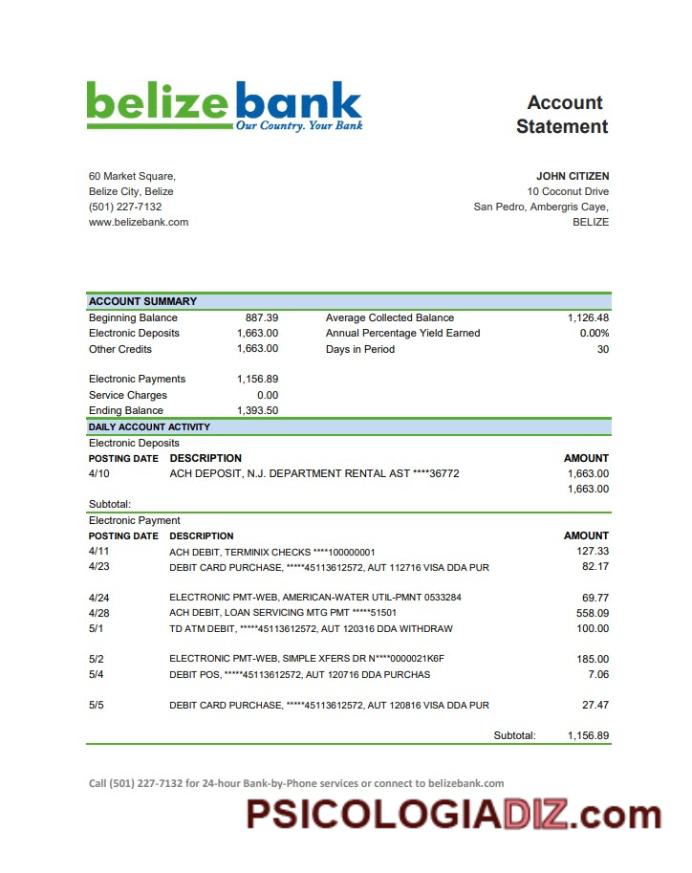 belizebank
Our Country. Your Bank
Account
Statement
60 Market Square,
Belize City, Belize
(501) 227-7132
www.belizebank.com
JOHN CITIZEN
10 Coconut Drive
San Pedro, Ambergris Caye,
BELIZE
ACCOUNT SUMMARY
Beginning Balance 887.39 Average Collected Balance 1,126.48
Electronic Deposits 1,663.00 Annual Percentage Yield Earned 0.00%
Other Credits 1,663.00 Days in Period 30
Electronic Payments 1,156.89
Service Charges 0.00
Ending Balance 1,393.50
DAILY ACCOUNT ACTIVITY
Electronic Deposits
POSTING DATE DESCRIPTION AMOUNT
4/10 ACH DEPOSIT, N.J. DEPARTMENT RENTAL AST ****36772 1,663.00
1,663.00
Subtotal:
Electronic Payment
POSTING DATE DESCRIPTION AMOUNT
4/11 ACH DEBIT, TERMINIX CHECKS ****100000001 127.33
4/23 DEBIT CARD PURCHASE, *****45113612572, AUT 112716 VISA DDA PUR 82.17
4/24 ELECTRONIC PMT-WEB, AMERICAN-WATER UTIL-PMNT 0533284 69.77
4/28 ACH DEBIT, LOAN SERVICING MTG PMT *****51501 558.09
5/1 TD ATM DEBIT, *****45113612572, AUT 120316 DDA WITHDRAW 100.00
5/2 ELECTRONIC PMT-WEB, SIMPLE XFERS DR N****0000021K6F 185.00
5/4 DEBIT POS, *****45113612572, AUT 120716 DDA PURCHAS 7.06
5/5 DEBIT CARD PURCHASE, *****45113612572, AUT 120816 VISA DDA PUR 27.47
Subtotal: 1,156.89
Call (501) 227-7132 for 24-hour Bank-by-Phone services or connect to belizebank.com
PSICOLOGIADIZ.com